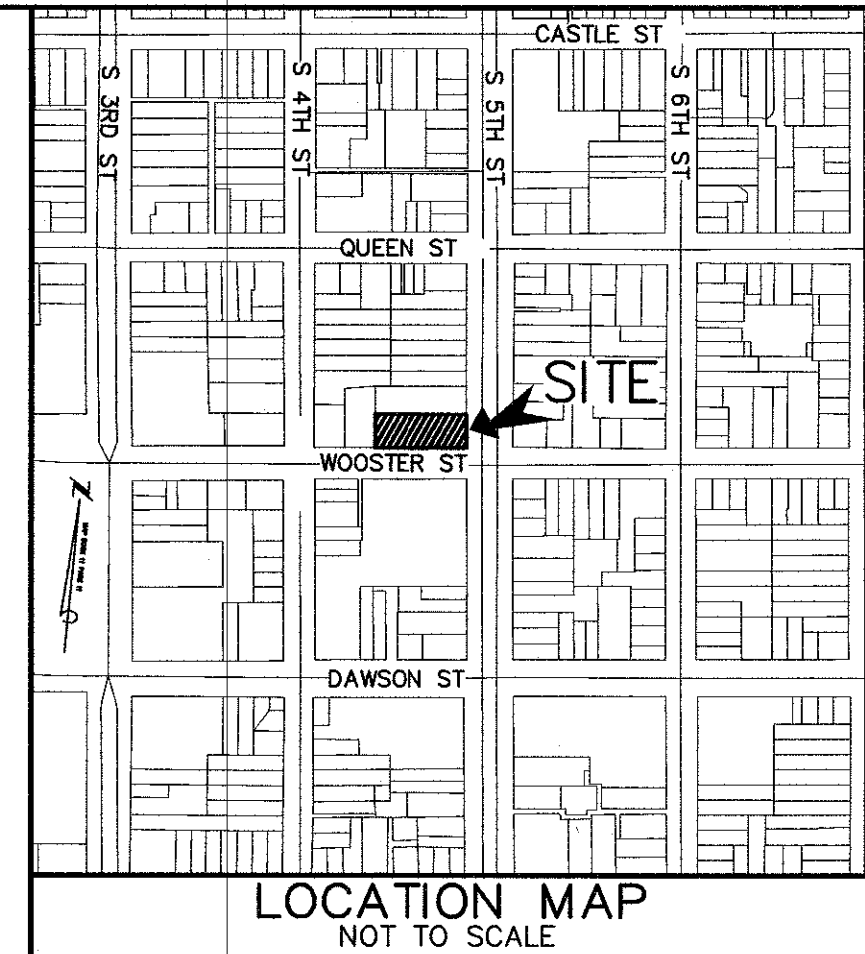 CASTLE ST
S 3RD ST
S 4TH ST
S 5TH ST
S 6TH ST
QUEEN ST
SITE
WOOSTER ST
N
DAWSON ST
LOCATION MAP
NOT TO SCALE